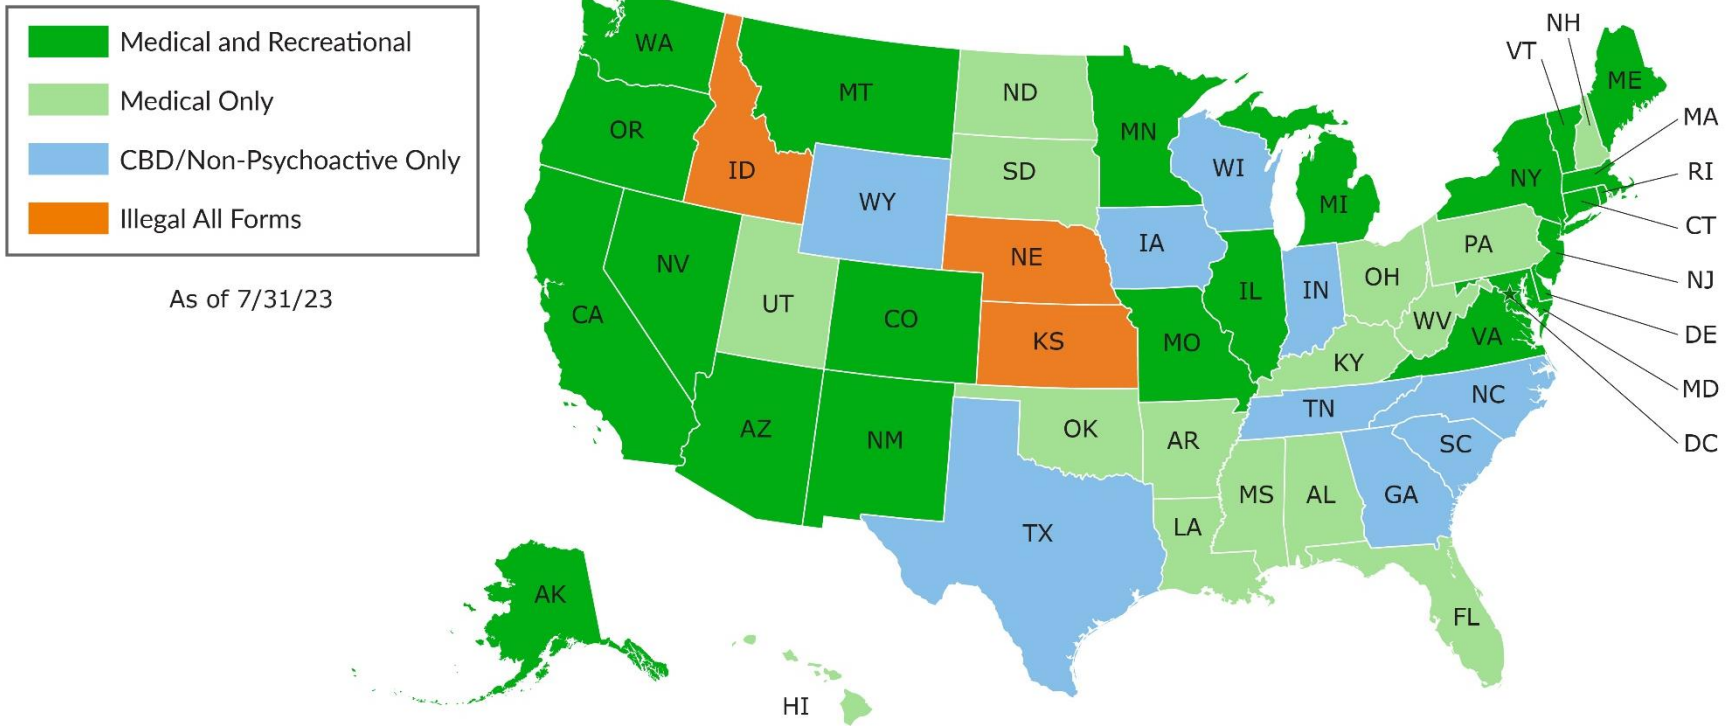 Medical and Recreational
Medical Only
CBD/Non-Psychoactive Only
Illegal All Forms
As of 7/31/23
NH
VT
WA
ME
MT
ND
MA
OR
MN
ID
SD
WI
RI
NY
WY
MI
CT
IA
PA
NE
NV
OH
NJ
UT
IL
IN
CA
CO
WV
DE
KS
MO
VA
KY
MD
NC
TN
AZ
NM
OK
AR
SC
DC
MS
AL
GA
TX
LA
AK
FL
HI